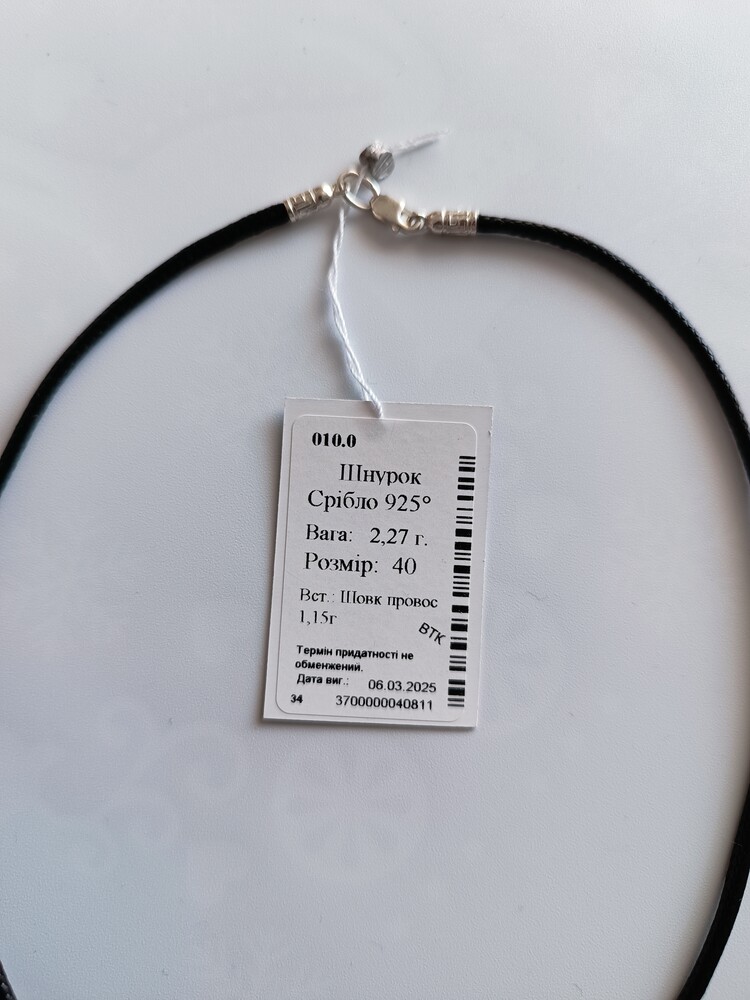 010.0
Шнурок
Срібло 925°
Вага: 2,27 г.
Розмір: 40
Вст.: Шовк провос
1,15г
ВТК
Термін придатності не
обменжений.
Дата виг.: 06.03.2025
34 3700000040811